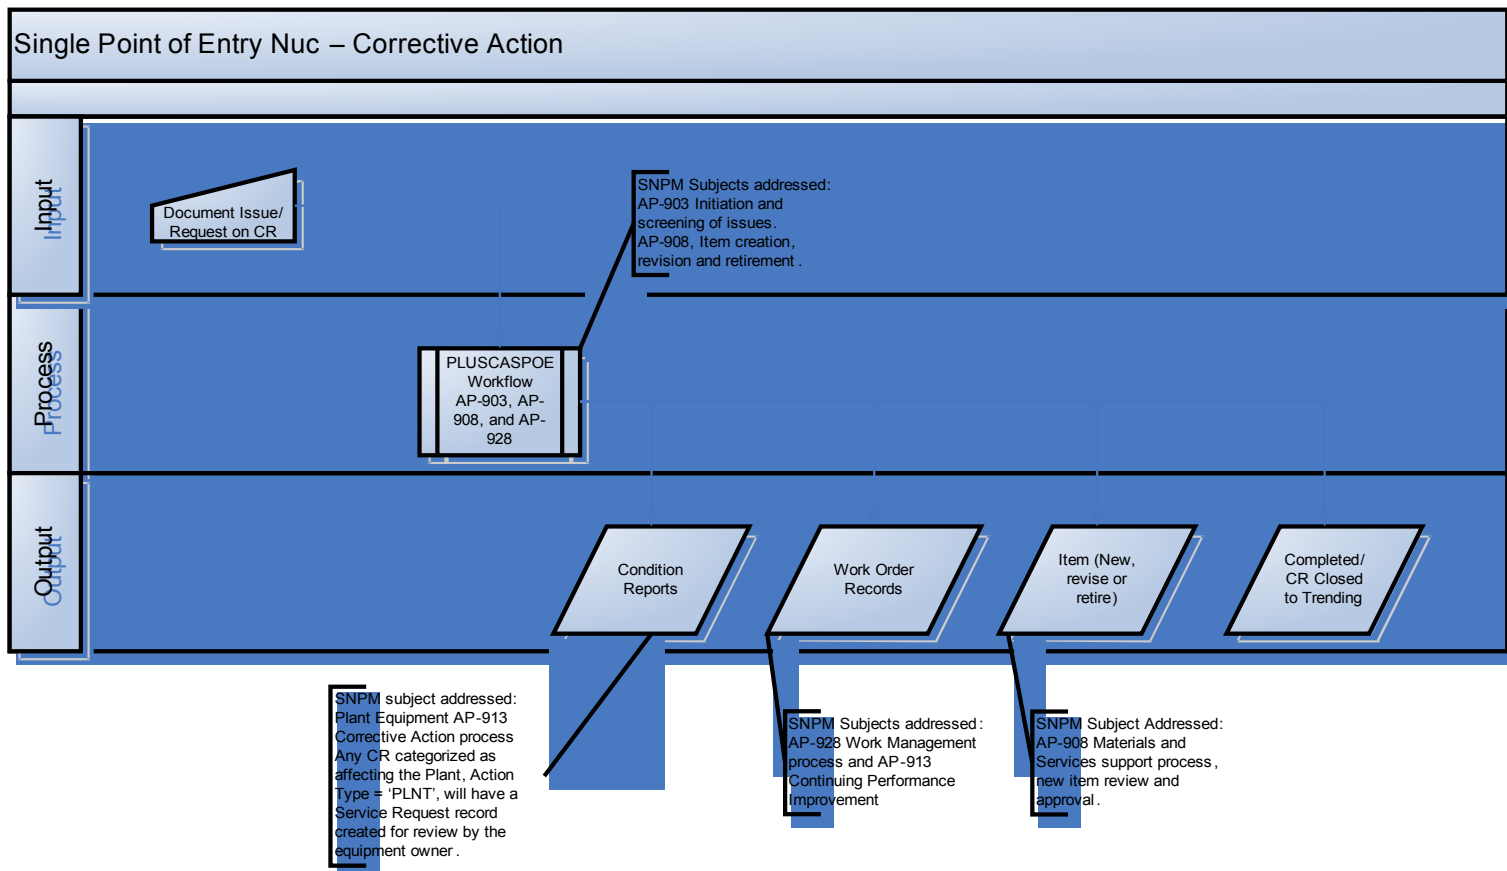 Single Point of Entry Nuc – Corrective Action
Input
Document Issue/
Request on CR
SNPM Subjects addressed:
AP-903 Initiation and
screening of issues.
AP-908, Item creation,
revision and retirement.
Process
PLUSCASPOE
Workflow
AP-903, AP-
908, and AP-
928
Output
Condition
Reports
Work Order
Records
Item (New,
revise or
retire)
Completed/
CR Closed
to Trending
SNPM subject addressed:
Plant Equipment AP-913
Corrective Action process
Any CR categorized as
affecting the Plant, Action
Type = ‘PLNT’, will have a
Service Request record
created for review by the
equipment owner.
SNPM Subjects addressed:
AP-928 Work Management
process and AP-913
Continuing Performance
Improvement
SNPM Subject Addressed:
AP-908 Materials and
Services support process,
new item review and
approval.